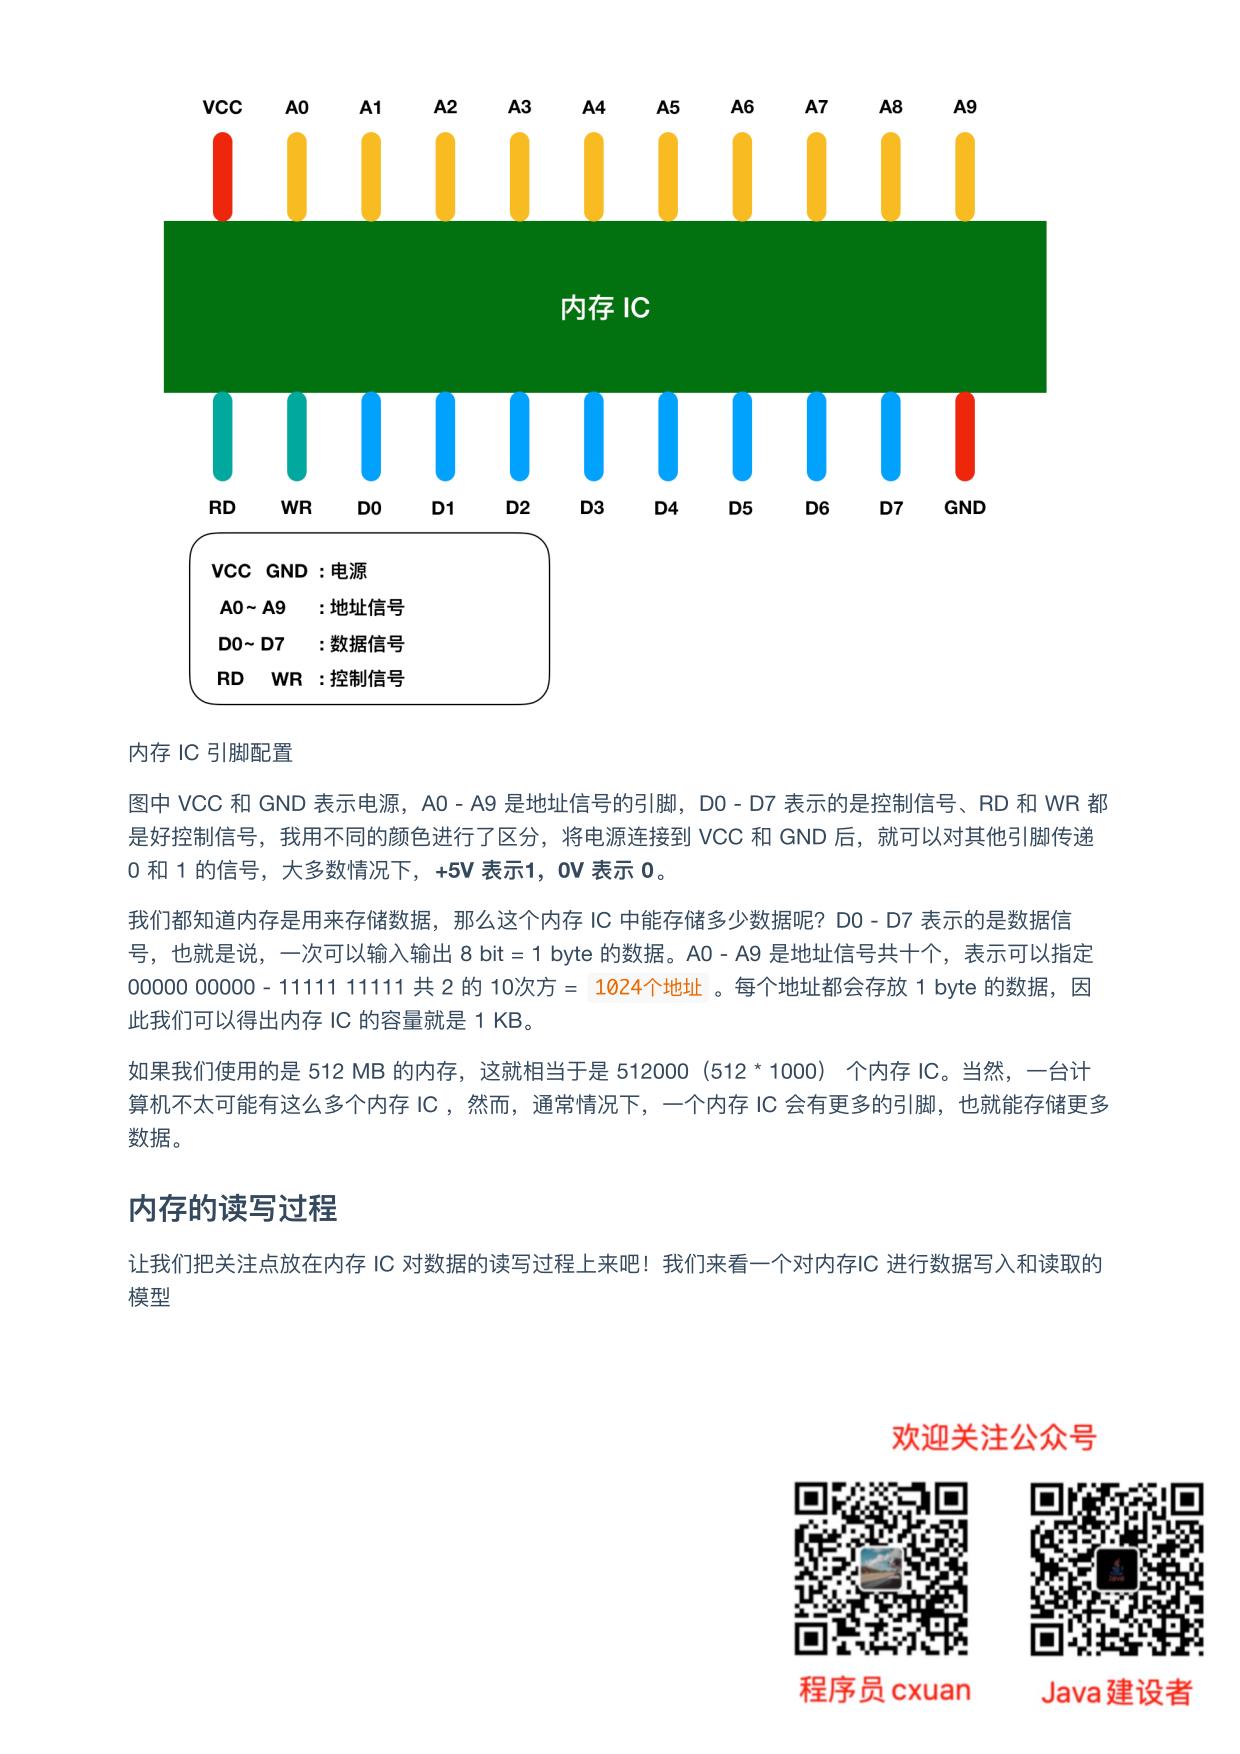 VCC A0 A1 A2 A3 A4 A5 A6 A7 A8 A9
内存 IC
RD WR D0 D1 D2 D3 D4 D5 D6 D7 GND
VCC GND : 电源
A0~ A9 : 地址信号
D0~ D7 : 数据信号
RD WR : 控制信号
内存 IC 引脚配置
图中 VCC 和 GND 表示电源，A0 - A9 是地址信号的引脚，D0 - D7 表示的是控制信号、RD 和 WR 都
是好控制信号，我用不同的颜色进行了区分，将电源连接到 VCC 和 GND 后，就可以对其他引脚传递
0 和 1 的信号，大多数情况下，+5V 表示1，0V 表示 0。
我们都知道内存是用来存储数据，那么这个内存 IC 中能存储多少数据呢？D0 - D7 表示的是数据信
号，也就是说，一次可以输入输出 8 bit = 1 byte 的数据。A0 - A9 是地址信号共十个，表示可以指定
00000 00000 - 11111 11111 共 2 的 10次方 = 1024个地址 。每个地址都会存放 1 byte 的数据，因
此我们可以得出内存 IC 的容量就是 1 KB。
如果我们使用的是 512 MB 的内存，这就相当于是 512000（512 * 1000） 个内存 IC。当然，一台计
算机不太可能有这么多个内存 IC ，然而，通常情况下，一个内存 IC 会有更多的引脚，也就能存储更多
数据。
内存的读写过程
让我们把关注点放在内存 IC 对数据的读写过程上来吧！我们来看一个对内存IC 进行数据写入和读取的
模型
欢迎关注公众号
程序员 cxuan Java 建设者